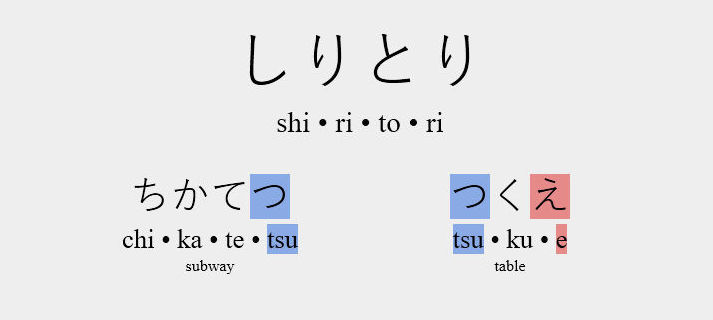 しりとり
shi • ri • to • ri
ちかてつ
chi • ka • te • tsu
subway
つくえ
tsu • ku • e
table